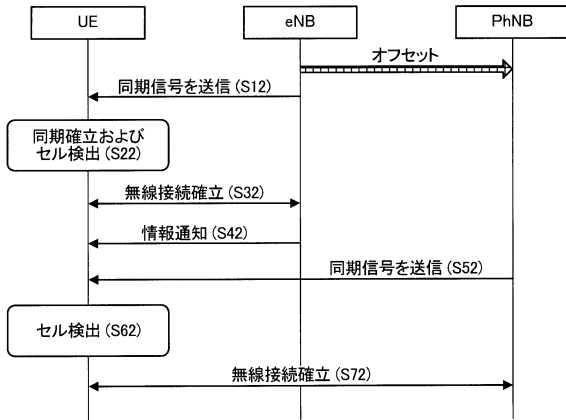 UE
eNB
PhNB
オフセット
同期信号を送信(S12)
同期確立および
セル検出(S22)
無線接続確立(S32)
情報通知(S42)
同期信号を送信(S52)
セル検出(S62)
無線接続確立(S72)